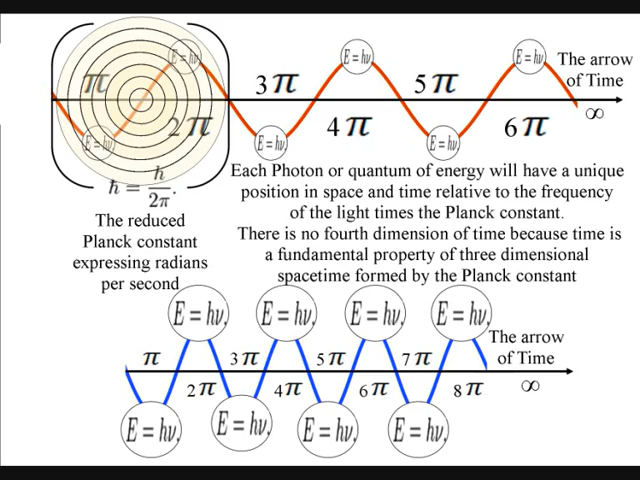 E = hν,
E = hν,
E = hν,
The arrow
of Time
π
3π
5π
2π
4π
6π
∞
E = hν,
E = hν,
E = hν,
ħ = h/2π.
Each Photon or quantum of energy will have a unique
position in space and time relative to the frequency
of the light times the Planck constant.
The reduced
Planck constant
expressing radians
per second
There is no fourth dimension of time because time is
a fundamental property of three dimensional
spacetime formed by the Planck constant
E = hν,
E = hν,
E = hν,
E = hν,
The arrow
of Time
π
3π
5π
7π
2π
4π
6π
8π
∞
E = hν,
E = hν,
E = hν,
E = hν,